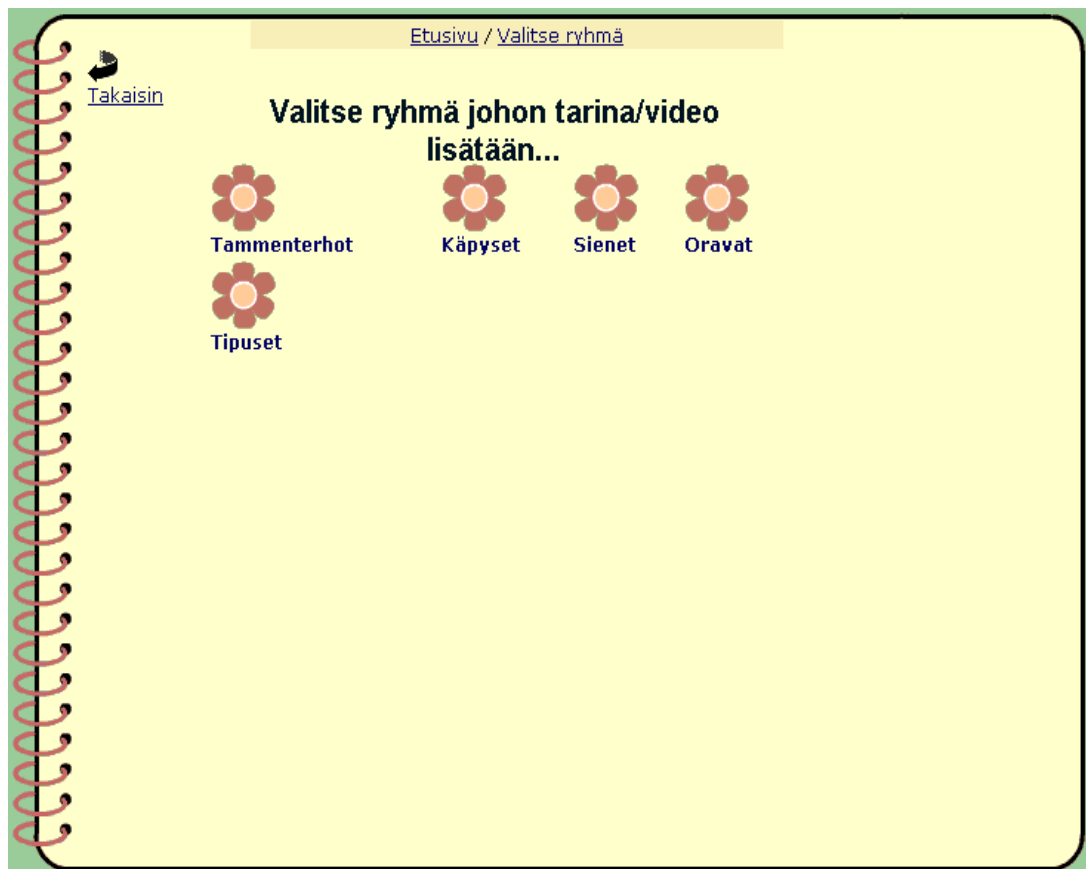 Etusivu / Valitse ryhmä
Takaisin
Valitse ryhmä johon tarina/video
lisätään...
Tammenterhot Käpyset Sienet Oravat
Tipuset